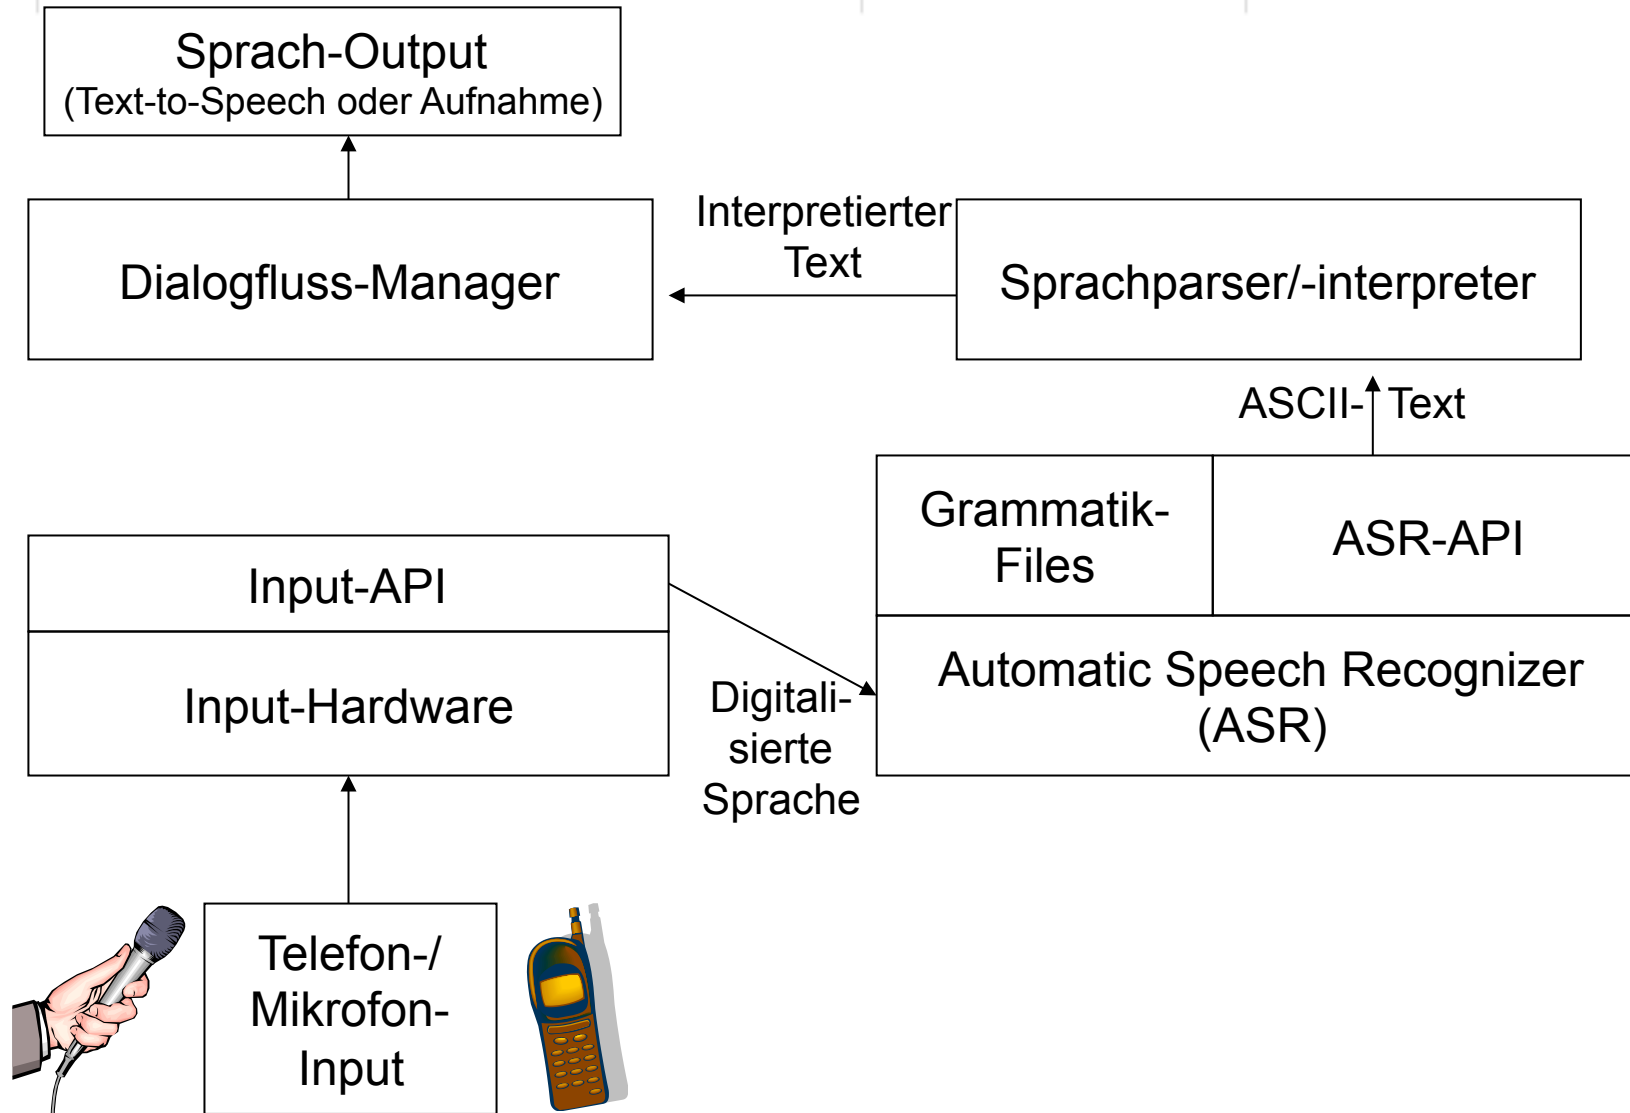 Sprach-Output
(Text-to-Speech oder Aufnahme)
Dialogfluss-Manager
Interpretierter
Text
Sprachparser/-interpreter
ASCII- Text
Grammatik-
Files
ASR-API
Input-API
Input-Hardware
Digitali-
sierte
Sprache
Automatic Speech Recognizer
(ASR)
Telefon-/
Mikrofon-
Input